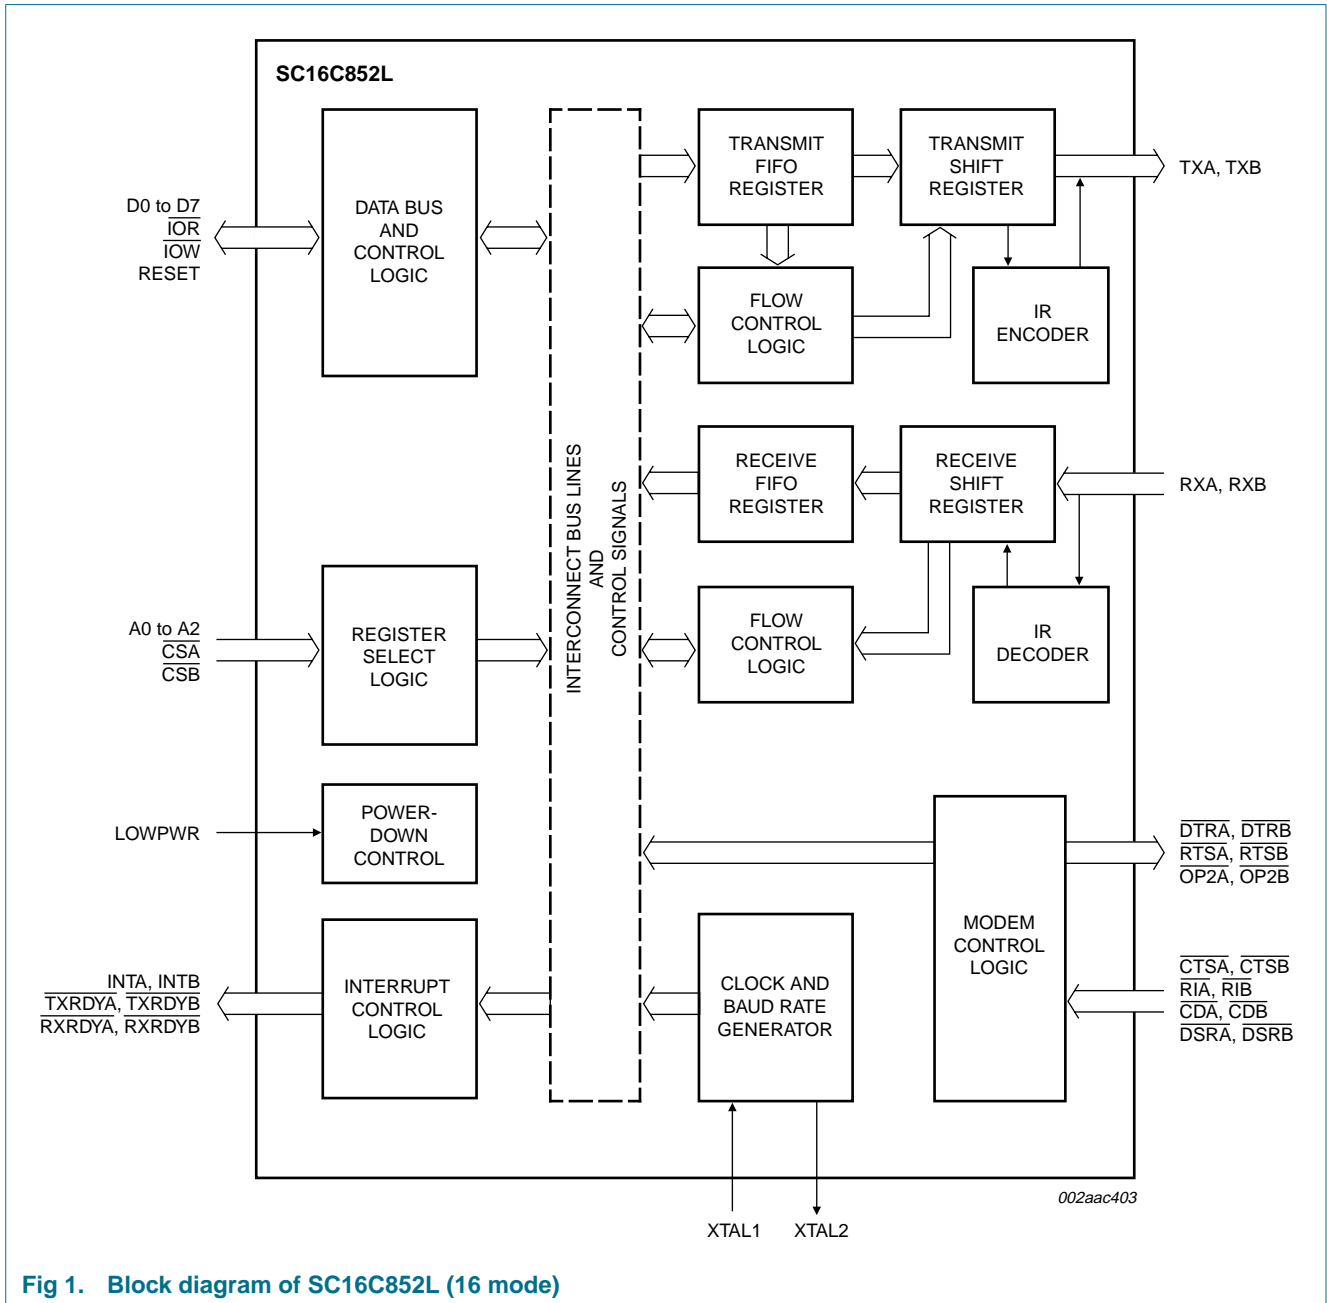 SC16C852L
D0 to D7
IOR
IOW
RESET
DATA BUS
AND
CONTROL
LOGIC
A0 to A2
CSA
CSB
REGISTER
SELECT
LOGIC
LOWPWR
POWER-
DOWN
CONTROL
INTA, INTB
TXRDYA, TXRDYB
RXRDYA, RXRDYB
INTERRUPT
CONTROL
LOGIC
INTERCONNECT BUS LINES
AND
CONTROL SIGNALS
TRANSMIT
FIFO
REGISTER
TRANSMIT
SHIFT
REGISTER
TXA, TXB
FLOW
CONTROL
LOGIC
IR
ENCODER
RECEIVE
FIFO
REGISTER
RECEIVE
SHIFT
REGISTER
RXA, RXB
FLOW
CONTROL
LOGIC
IR
DECODER
CLOCK AND
BAUD RATE
GENERATOR
XTAL1
XTAL2
MODEM
CONTROL
LOGIC
DTRA, DTRB
RTSA, RTSB
OP2A, OP2B
CTSA, CTSB
RIA, RIB
CDA, CDB
DSRA, DSRB
002aac403
Fig 1. Block diagram of SC16C852L (16 mode)